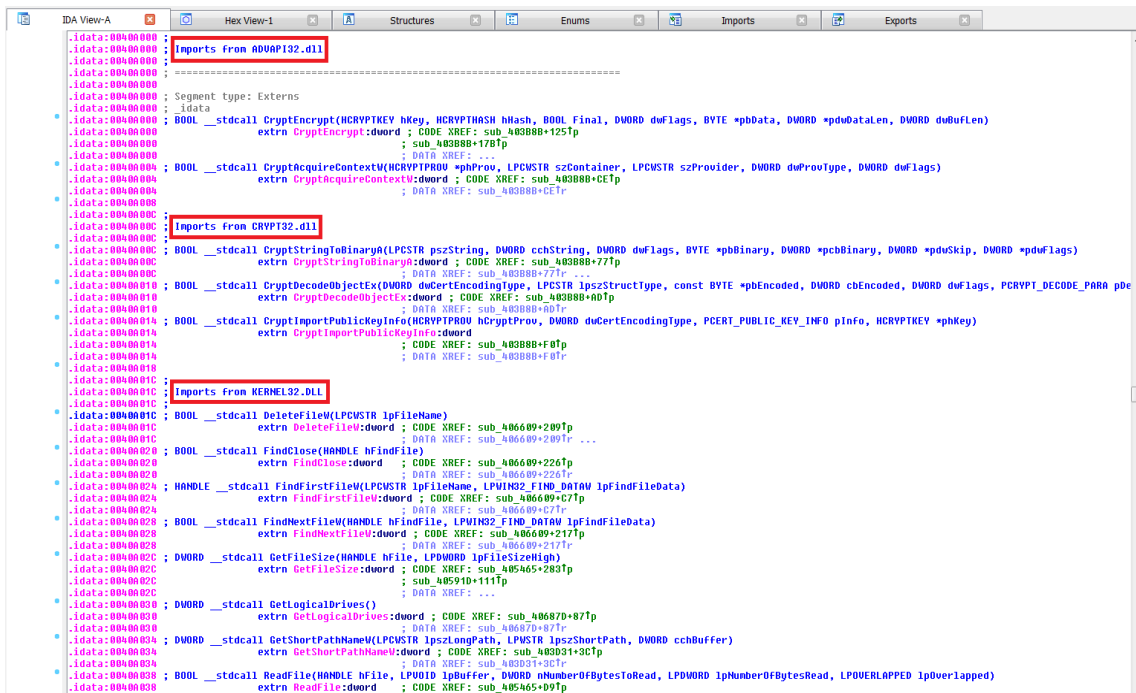 IDA View-A Hex View-1 Structures Enums Imports Exports
.idata:0040A000 ;
.idata:0040A000 ; Imports from ADVAPI32.dll
.idata:0040A000 ;
.idata:0040A000 ; ===========================================================================
.idata:0040A000
.idata:0040A000 ; Segment type: Externs
.idata:0040A000 ; _idata
.idata:0040A000 ; BOOL __stdcall CryptEncrypt(HCRYPTKEY hKey, HCRYPTHASH hHash, BOOL Final, DWORD dwFlags, BYTE *pbData, DWORD *pdwDataLen, DWORD dwBufLen)
.idata:0040A000 extrn CryptEncrypt:dword ; CODE XREF: sub_403B8B+125↑p
.idata:0040A000 ; sub_403B8B+17B↑p
.idata:0040A000 ; DATA XREF: ...
.idata:0040A004 ; BOOL __stdcall CryptAcquireContextW(HCRYPTPROV *phProv, LPCWSTR szContainer, LPCWSTR szProvider, DWORD dwProvType, DWORD dwFlags)
.idata:0040A004 extrn CryptAcquireContextW:dword ; CODE XREF: sub_403B8B+CE↑p
.idata:0040A004 ; DATA XREF: sub_403B8B+CE↑r
.idata:0040A008
.idata:0040A00C ;
.idata:0040A00C ; Imports from CRYPT32.dll
.idata:0040A00C ;
.idata:0040A00C ; BOOL __stdcall CryptStringToBinaryA(LPCSTR pszString, DWORD cchString, DWORD dwFlags, BYTE *pbBinary, DWORD *pcbBinary, DWORD *pdwSkip, DWORD *pdwFlags)
.idata:0040A00C extrn CryptStringToBinaryA:dword ; CODE XREF: sub_403B8B+77↑p
.idata:0040A00C ; DATA XREF: sub_403B8B+77↑r ...
.idata:0040A010 ; BOOL __stdcall CryptDecodeObjectEx(DWORD dwCertEncodingType, LPCSTR lpszStructType, const BYTE *pbEncoded, DWORD cbEncoded, DWORD dwFlags, PCRYPT_DECODE_PARA pDe
.idata:0040A010 extrn CryptDecodeObjectEx:dword ; CODE XREF: sub_403B8B+AD↑p
.idata:0040A010 ; DATA XREF: sub_403B8B+AD↑r
.idata:0040A014 ; BOOL __stdcall CryptImportPublicKeyInfo(HCRYPTPROV hCryptProv, DWORD dwCertEncodingType, PCERT_PUBLIC_KEY_INFO pInfo, HCRYPTKEY *phKey)
.idata:0040A014 extrn CryptImportPublicKeyInfo:dword
.idata:0040A014 ; CODE XREF: sub_403B8B+F0↑p
.idata:0040A014 ; DATA XREF: sub_403B8B+F0↑r
.idata:0040A018
.idata:0040A01C ;
.idata:0040A01C ; Imports from KERNEL32.DLL
.idata:0040A01C ;
.idata:0040A01C ; BOOL __stdcall DeleteFileW(LPCWSTR lpFileName)
.idata:0040A01C extrn DeleteFileW:dword ; CODE XREF: sub_406609+209↑p
.idata:0040A01C ; DATA XREF: sub_406609+209↑r ...
.idata:0040A020 ; BOOL __stdcall FindClose(HANDLE hFindFile)
.idata:0040A020 extrn FindClose:dword ; CODE XREF: sub_406609+226↑p
.idata:0040A020 ; DATA XREF: sub_406609+226↑r
.idata:0040A024 ; HANDLE __stdcall FindFirstFileW(LPCWSTR lpFileName, LPWIN32_FIND_DATAW lpFindFileData)
.idata:0040A024 extrn FindFirstFileW:dword ; CODE XREF: sub_406609+C7↑p
.idata:0040A024 ; DATA XREF: sub_406609+C7↑r
.idata:0040A028 ; BOOL __stdcall FindNextFileW(HANDLE hFindFile, LPWIN32_FIND_DATAW lpFindFileData)
.idata:0040A028 extrn FindNextFileW:dword ; CODE XREF: sub_406609+217↑p
.idata:0040A028 ; DATA XREF: sub_406609+217↑r
.idata:0040A02C ; DWORD __stdcall GetFileSize(HANDLE hFile, LPDWORD lpFileSizeHigh)
.idata:0040A02C extrn GetFileSize:dword ; CODE XREF: sub_405465+283↑p
.idata:0040A02C ; sub_40591D+111↑p
.idata:0040A02C ; DATA XREF: ...
.idata:0040A030 ; DWORD __stdcall GetLogicalDrives()
.idata:0040A030 extrn GetLogicalDrives:dword ; CODE XREF: sub_40687D+87↑p
.idata:0040A030 ; DATA XREF: sub_40687D+87↑r
.idata:0040A034 ; DWORD __stdcall GetShortPathNameW(LPCWSTR lpszLongPath, LPWSTR lpszShortPath, DWORD cchBuffer)
.idata:0040A034 extrn GetShortPathNameW:dword ; CODE XREF: sub_403D31+3C↑p
.idata:0040A034 ; DATA XREF: sub_403D31+3C↑r
.idata:0040A038 ; BOOL __stdcall ReadFile(HANDLE hFile, LPVOID lpBuffer, DWORD nNumberOfBytesToRead, LPDWORD lpNumberOfBytesRead, LPOVERLAPPED lpOverlapped)
.idata:0040A038 extrn ReadFile:dword ; CODE XREF: sub_405465+D9↑p